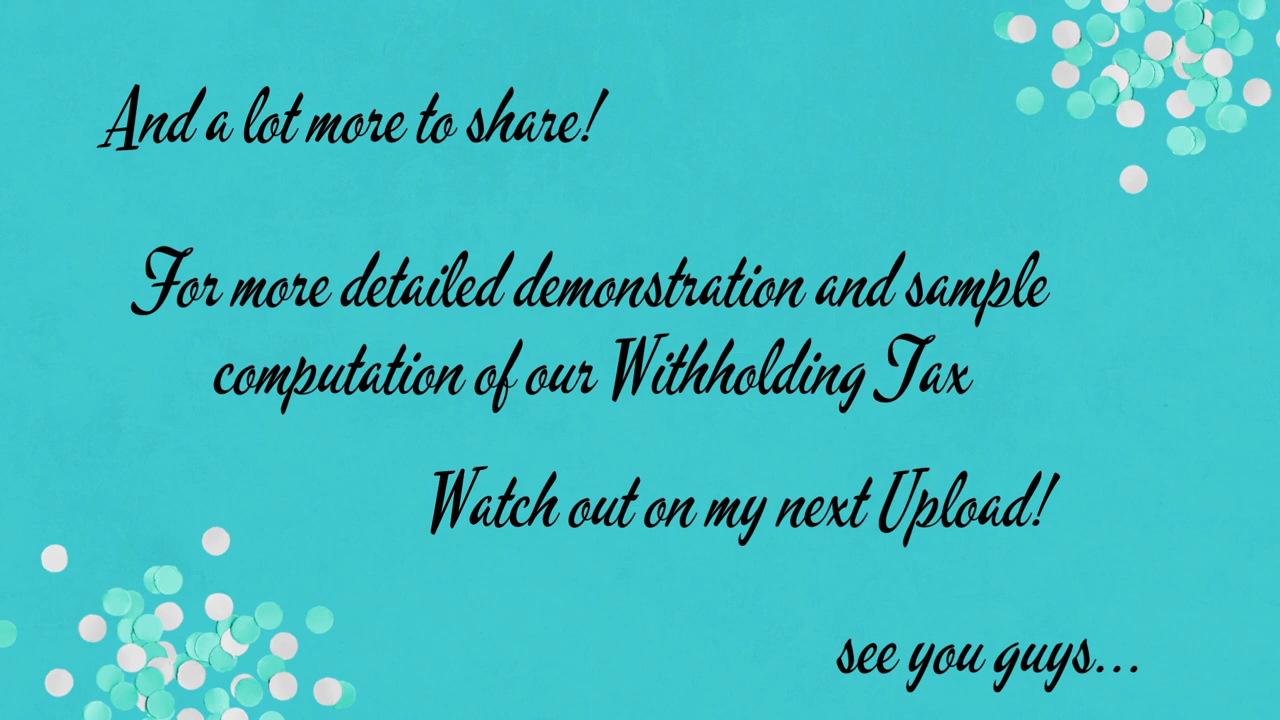 And a lot more to share!
For more detailed demonstration and sample
computation of our Withholding Tax
Watch out on my next Upload!
see you guys...